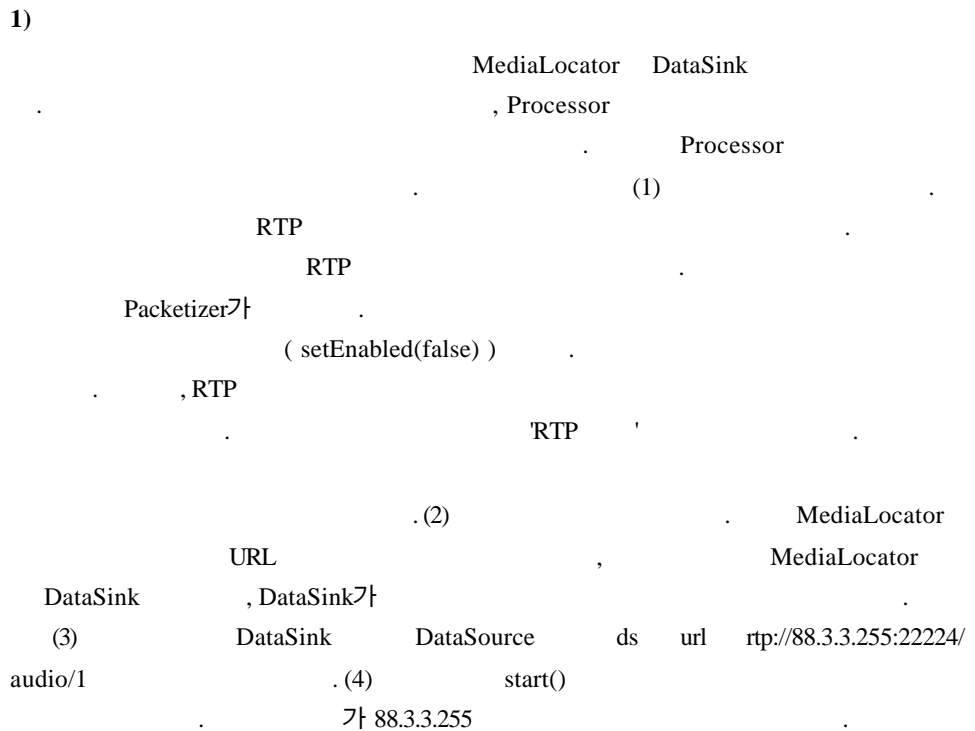 1)
MediaLocator DataSink
. , Processor
. Processor
. (1) .
RTP .
RTP .
Packetizer가 .
( setEnabled(false) ) .
. , RTP
. 'RTP ' .
. (2) . MediaLocator
URL , MediaLocator
DataSink , DataSink가 .
(3) DataSink DataSource ds url rtp://88.3.3.255:22224/
audio/1 . (4) start()
. 가 88.3.3.255 .